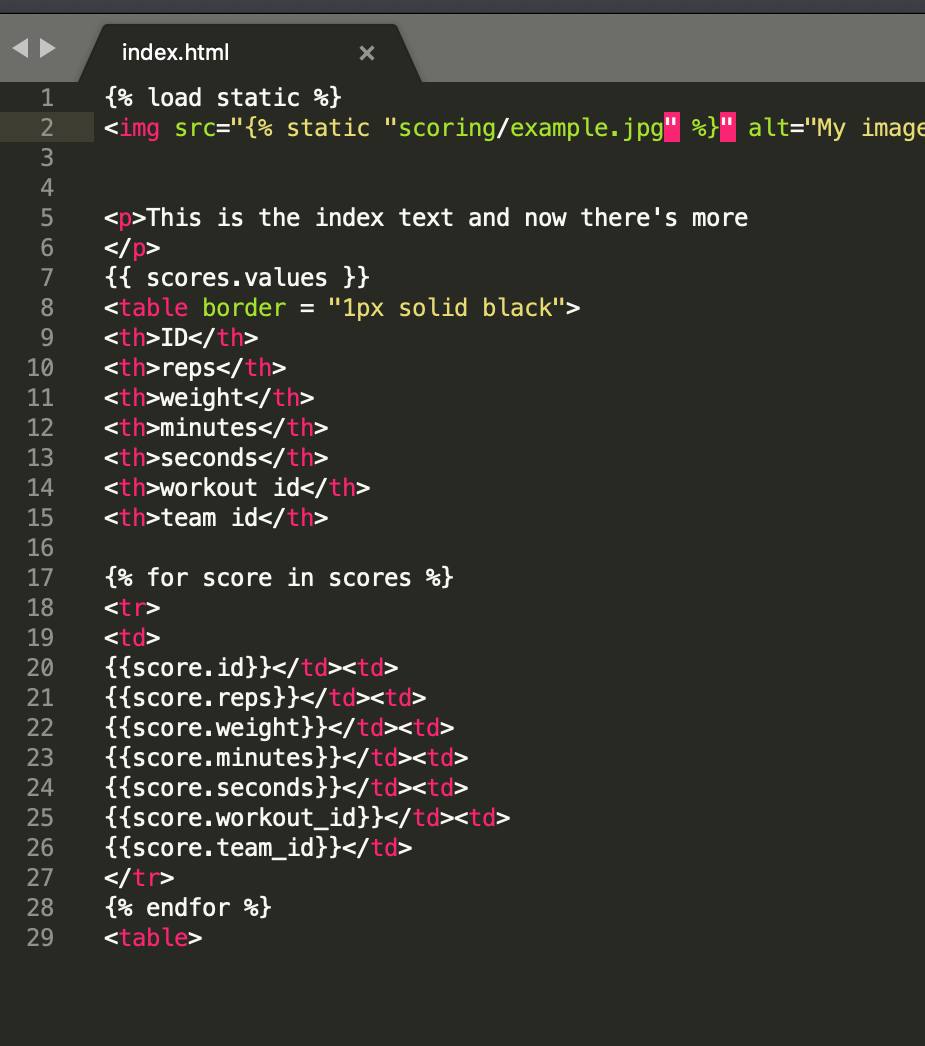 index.html ×
1 {% load static %}
2 <img src="{% static "scoring/example.jpg" %}" alt="My image
3
4
5 <p>This is the index text and now there's more
6 </p>
7 {{ scores.values }}
8 <table border = "1px solid black">
9 <th>ID</th>
10 <th>reps</th>
11 <th>weight</th>
12 <th>minutes</th>
13 <th>seconds</th>
14 <th>workout id</th>
15 <th>team id</th>
16
17 {% for score in scores %}
18 <tr>
19 <td>
20 {{score.id}}</td><td>
21 {{score.reps}}</td><td>
22 {{score.weight}}</td><td>
23 {{score.minutes}}</td><td>
24 {{score.seconds}}</td><td>
25 {{score.workout_id}}</td><td>
26 {{score.team_id}}</td>
27 </tr>
28 {% endfor %}
29 <table>